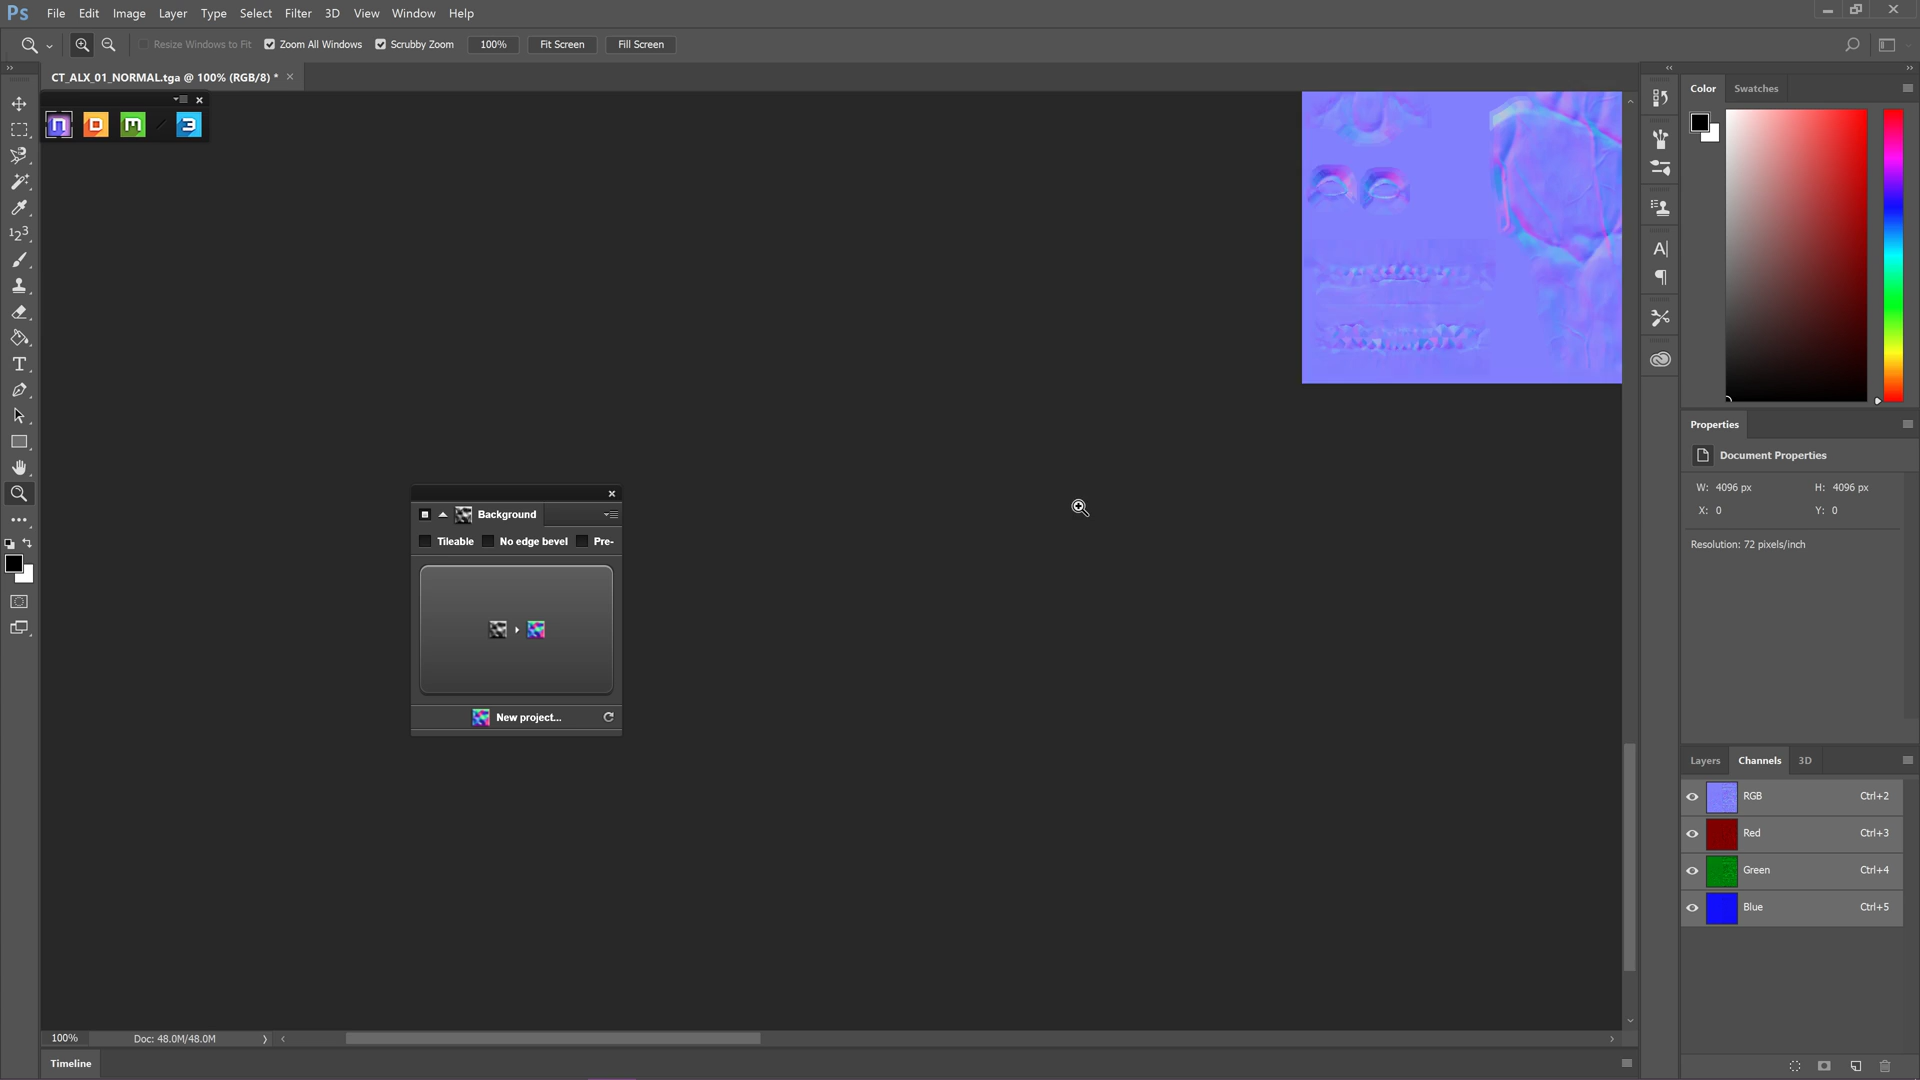 Ps File Edit Image Layer Type Select Filter 3D View Window Help
Resize Windows to Fit Zoom All Windows Scrubby Zoom 100% Fit Screen Fill Screen
CT_ALX_01_NORMAL.tga @ 100% (RGB/8) *
Color Swatches
Properties
Document Properties
W: 4096 px H: 4096 px
X: 0 Y: 0
Resolution: 72 pixels/inch
Background
Tileable No edge bevel Pre-
New project...
Layers Channels 3D
RGB Ctrl+2
Red Ctrl+3
Green Ctrl+4
Blue Ctrl+5
100% Doc: 48.0M/48.0M
Timeline